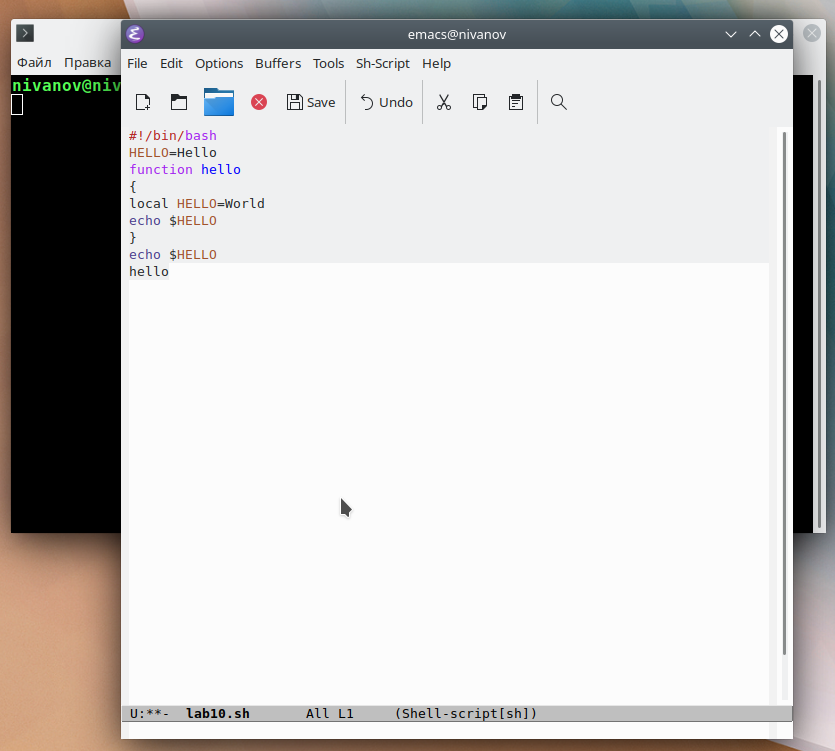 emacs@nivanov
Файл Правка
nivanov@niv
File Edit Options Buffers Tools Sh-Script Help
Save Undo
#!/bin/bash
HELLO=Hello
function hello
{
local HELLO=World
echo $HELLO
}
echo $HELLO
hello
U:**- lab10.sh All L1 (Shell-script[sh])